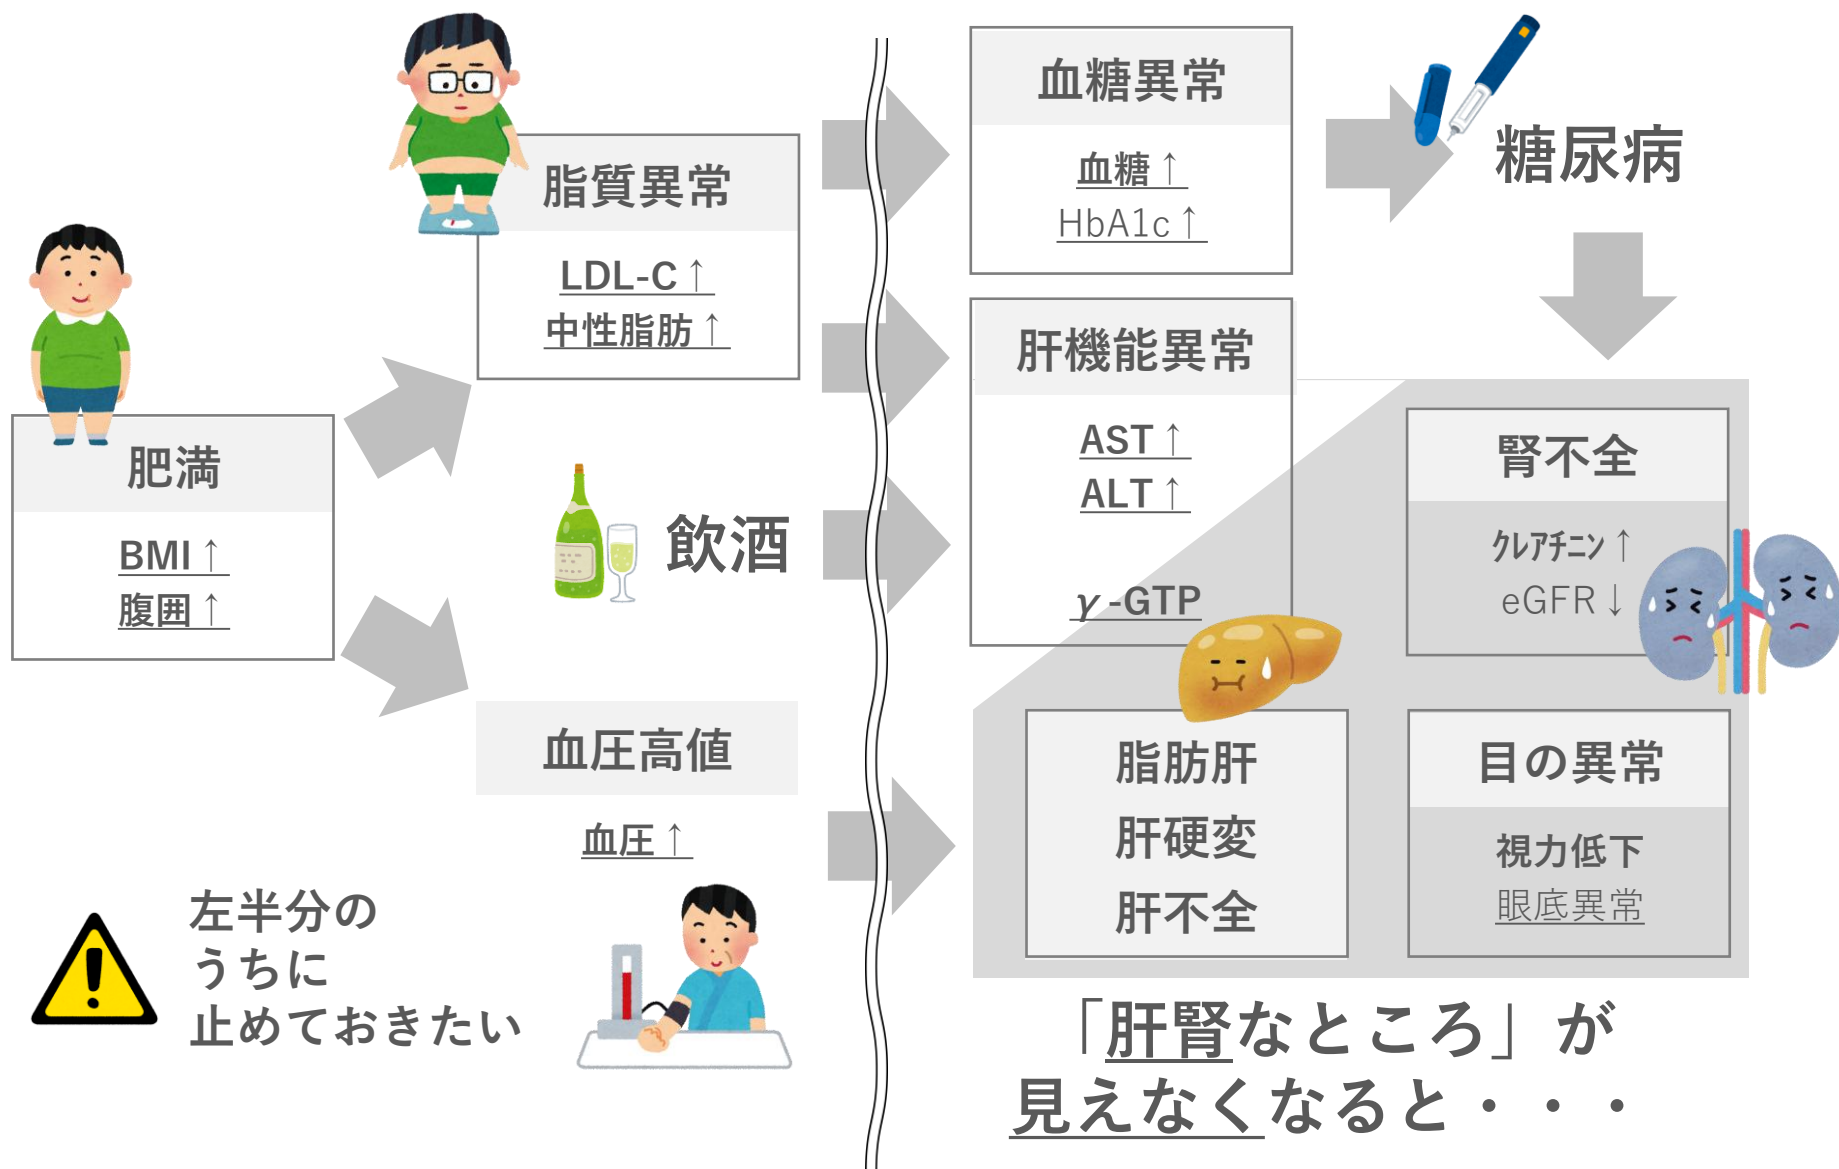 肥満
BMI↑
腹囲↑
脂質異常
LDL-C↑
中性脂肪↑
飲酒
血圧高値
血圧↑
左半分の
うちに
止めておきたい
血糖異常
血糖↑
HbA1c↑
糖尿病
肝機能異常
AST↑
ALT↑
γ-GTP
腎不全
クレアチニン↑
eGFR↓
脂肪肝
肝硬変
肝不全
目の異常
視力低下
眼底異常
「肝腎なところ」が
見えなくなると・・・